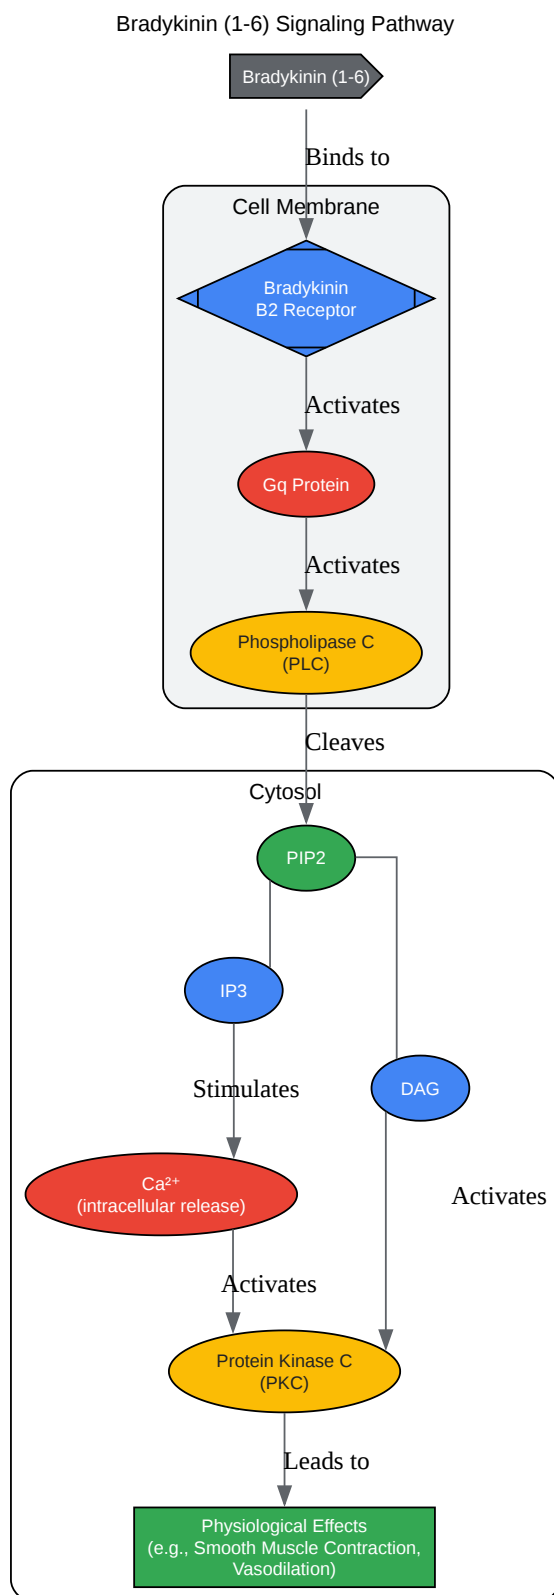 Bradykinin (1-6) Signaling Pathway
Bradykinin (1-6)
Binds to
Cell Membrane
Bradykinin
B2 Receptor
Activates
Gq Protein
Activates
Phospholipase C
(PLC)
Cleaves
Cytosol
PIP2
IP3
DAG
Stimulates
Ca²⁺
(intracellular release)
Activates
Activates
Protein Kinase C
(PKC)
Leads to
Physiological Effects
(e.g., Smooth Muscle Contraction,
Vasodilation)